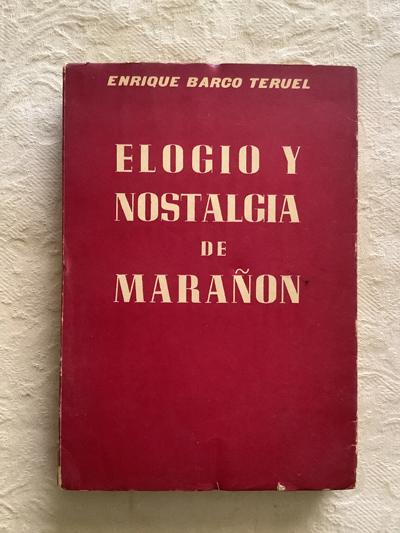 ENRIQUE BARCO TERUEL
ELOGIO Y
NOSTALGIA
DE
MARAÑON